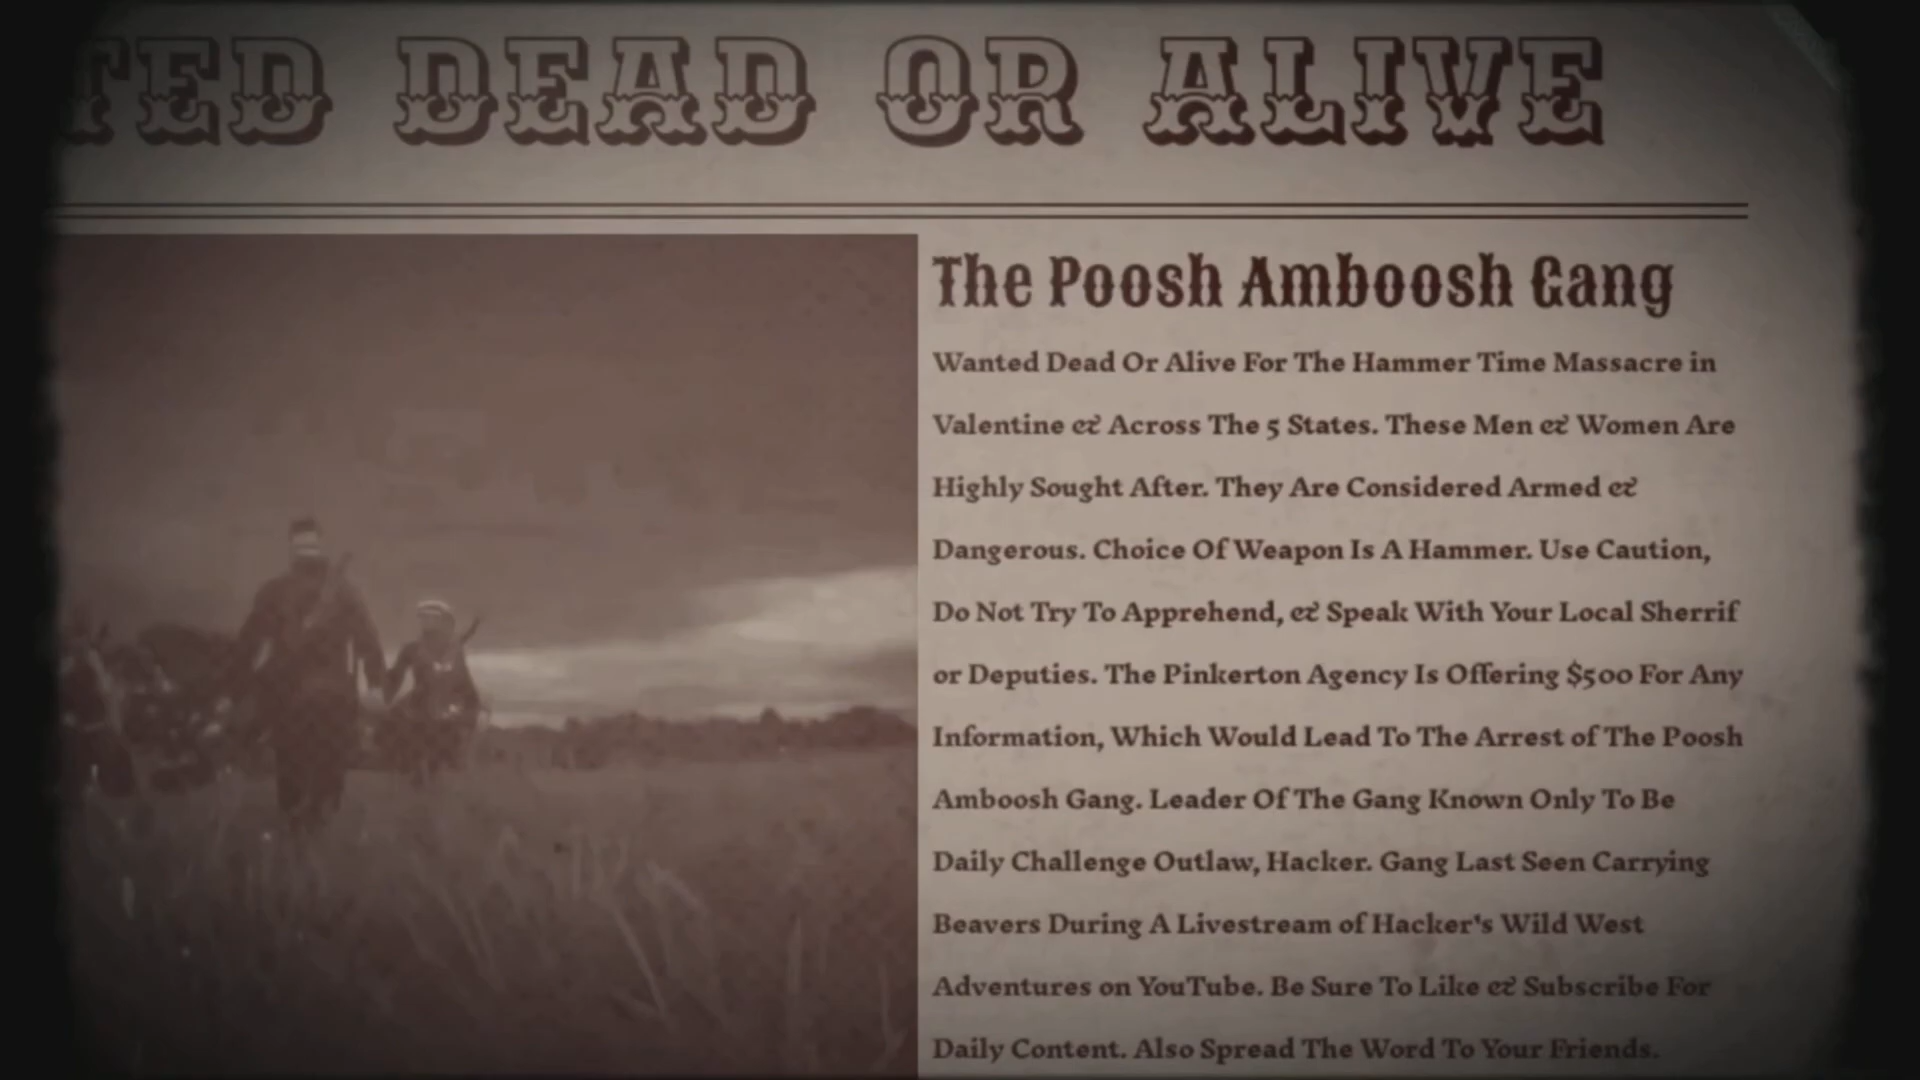 TED DEAD OR ALIVE
The Poosh Amboosh Gang
Wanted Dead Or Alive For The Hammer Time Massacre in
Valentine & Across The 5 States. These Men & Women Are
Highly Sought After. They Are Considered Armed &
Dangerous. Choice Of Weapon Is A Hammer. Use Caution,
Do Not Try To Apprehend, & Speak With Your Local Sherrif
or Deputies. The Pinkerton Agency Is Offering $500 For Any
Information, Which Would Lead To The Arrest of The Poosh
Amboosh Gang. Leader Of The Gang Known Only To Be
Daily Challenge Outlaw, Hacker. Gang Last Seen Carrying
Beavers During A Livestream of Hacker's Wild West
Adventures on YouTube. Be Sure To Like & Subscribe For
Daily Content. Also Spread The Word To Your Friends.